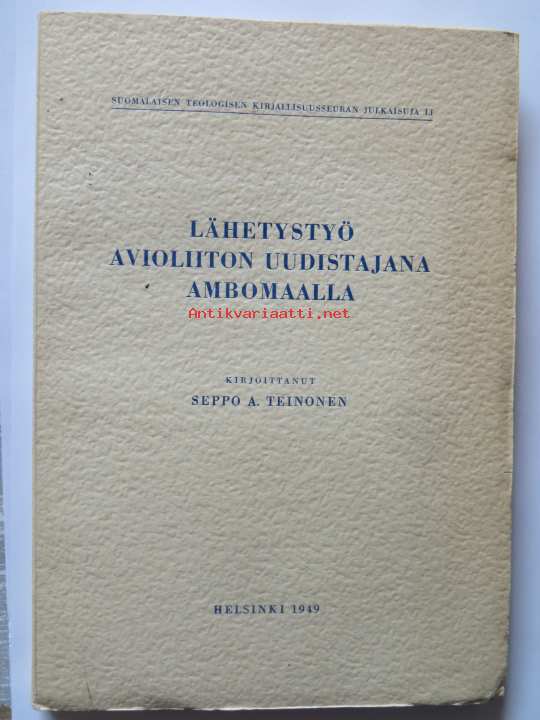 SUOMALAISEN TEOLOGISEN KIRJALLISUUSSEURAN JULKAISUJA LI
LÄHETYSTYÖ
AVIOLIITON UUDISTAJANA
AMBOMAALLA
Antikvariaatti.net
KIRJOITTANUT
SEPPO A. TEINONEN
HELSINKI 1949